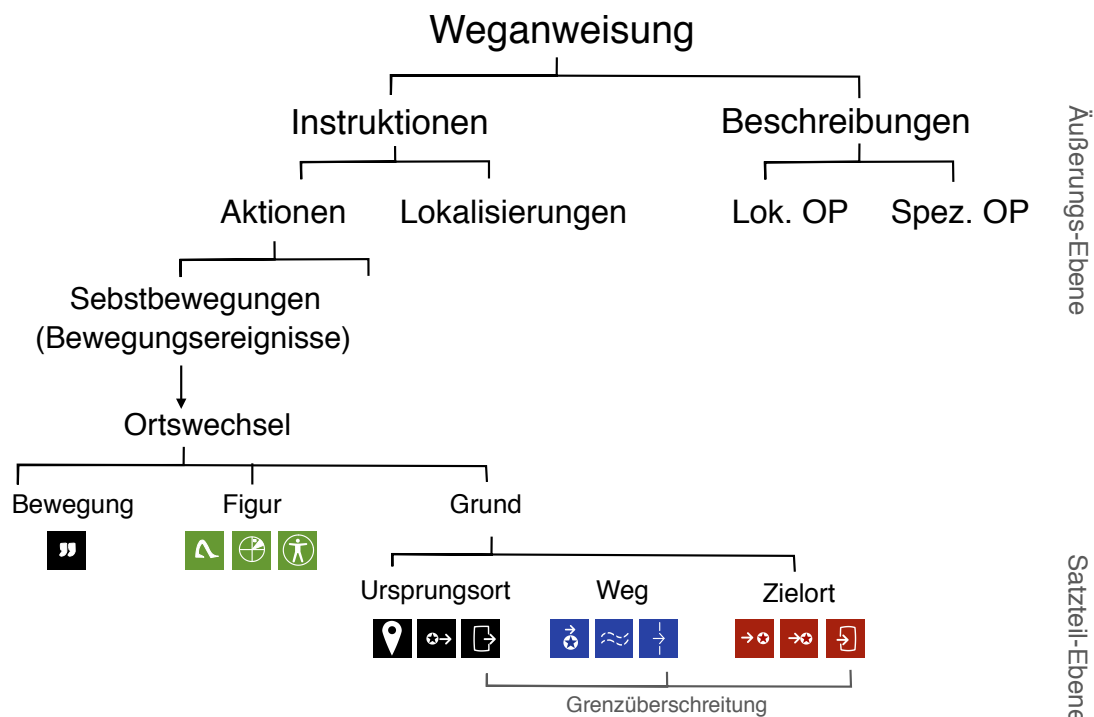 Weganweisung
Instruktionen
Beschreibungen
Aktionen
Lokalisierungen
Lok. OP
Spez. OP
Sebstbewegungen
(Bewegungsereignisse)
Ortswechsel
Bewegung
Figur
Grund
Ursprungsort
Weg
Zielort
Grenzüberschreitung
Äußerungs-Ebene
Satzteil-Ebene